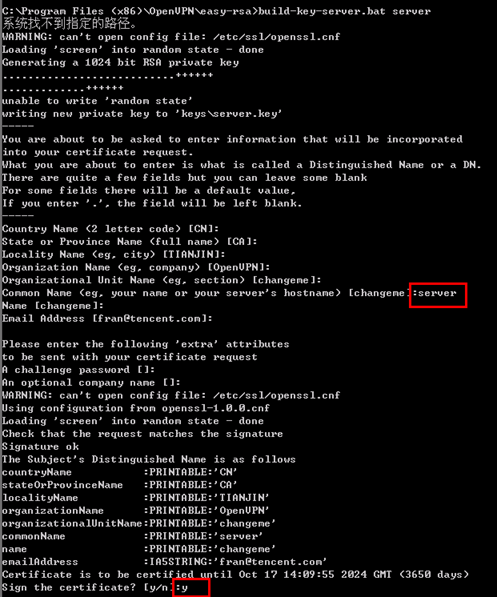 C:\Program Files (x86)\OpenVPN\easy-rsa>build-key-server.bat server
系统找不到指定的路径。
WARNING: can't open config file: /etc/ssl/openssl.cnf
Loading 'screen' into random state - done
Generating a 1024 bit RSA private key
...........................++++++
.............++++++
unable to write 'random state'
writing new private key to 'keys\server.key'
-----
You are about to be asked to enter information that will be incorporated
into your certificate request.
What you are about to enter is what is called a Distinguished Name or a DN.
There are quite a few fields but you can leave some blank
For some fields there will be a default value,
If you enter '.', the field will be left blank.
-----
Country Name (2 letter code) [CN]:
State or Province Name (full name) [CA]:
Locality Name (eg, city) [TIANJIN]:
Organization Name (eg, company) [OpenVPN]:
Organizational Unit Name (eg, section) [changeme]:
Common Name (eg, your name or your server's hostname) [changeme]:server
Name [changeme]:
Email Address [fran@tencent.com]:
Please enter the following 'extra' attributes
to be sent with your certificate request
A challenge password []:
An optional company name []:
WARNING: can't open config file: /etc/ssl/openssl.cnf
Using configuration from openssl-1.0.0.cnf
Loading 'screen' into random state - done
Check that the request matches the signature
Signature ok
The Subject's Distinguished Name is as follows
countryName           :PRINTABLE:'CN'
stateOrProvinceName   :PRINTABLE:'CA'
localityName          :PRINTABLE:'TIANJIN'
organizationName      :PRINTABLE:'OpenVPN'
organizationalUnitName:PRINTABLE:'changeme'
commonName            :PRINTABLE:'server'
name                  :PRINTABLE:'changeme'
emailAddress          :IA5STRING:'fran@tencent.com'
Certificate is to be certified until Oct 17 14:09:55 2024 GMT (3650 days)
Sign the certificate? [y/n]:y